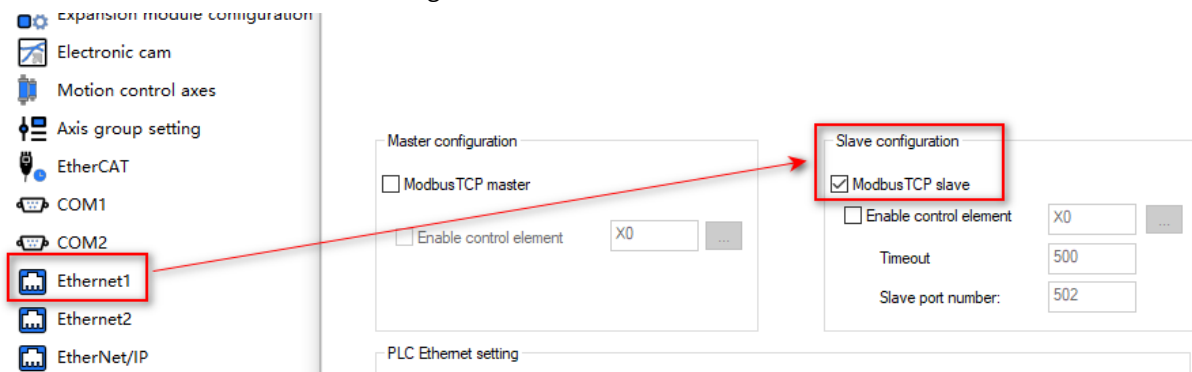 Expansion module configuration
Electronic cam
Motion control axes
Axis group setting
EtherCAT
COM1
COM2
Ethernet1
Ethernet2
EtherNet/IP
Master configuration
ModbusTCP master
Enable control element X0 ...
Slave configuration
ModbusTCP slave
Enable control element X0 ...
Timeout 500
Slave port number: 502
PLC Ethernet setting